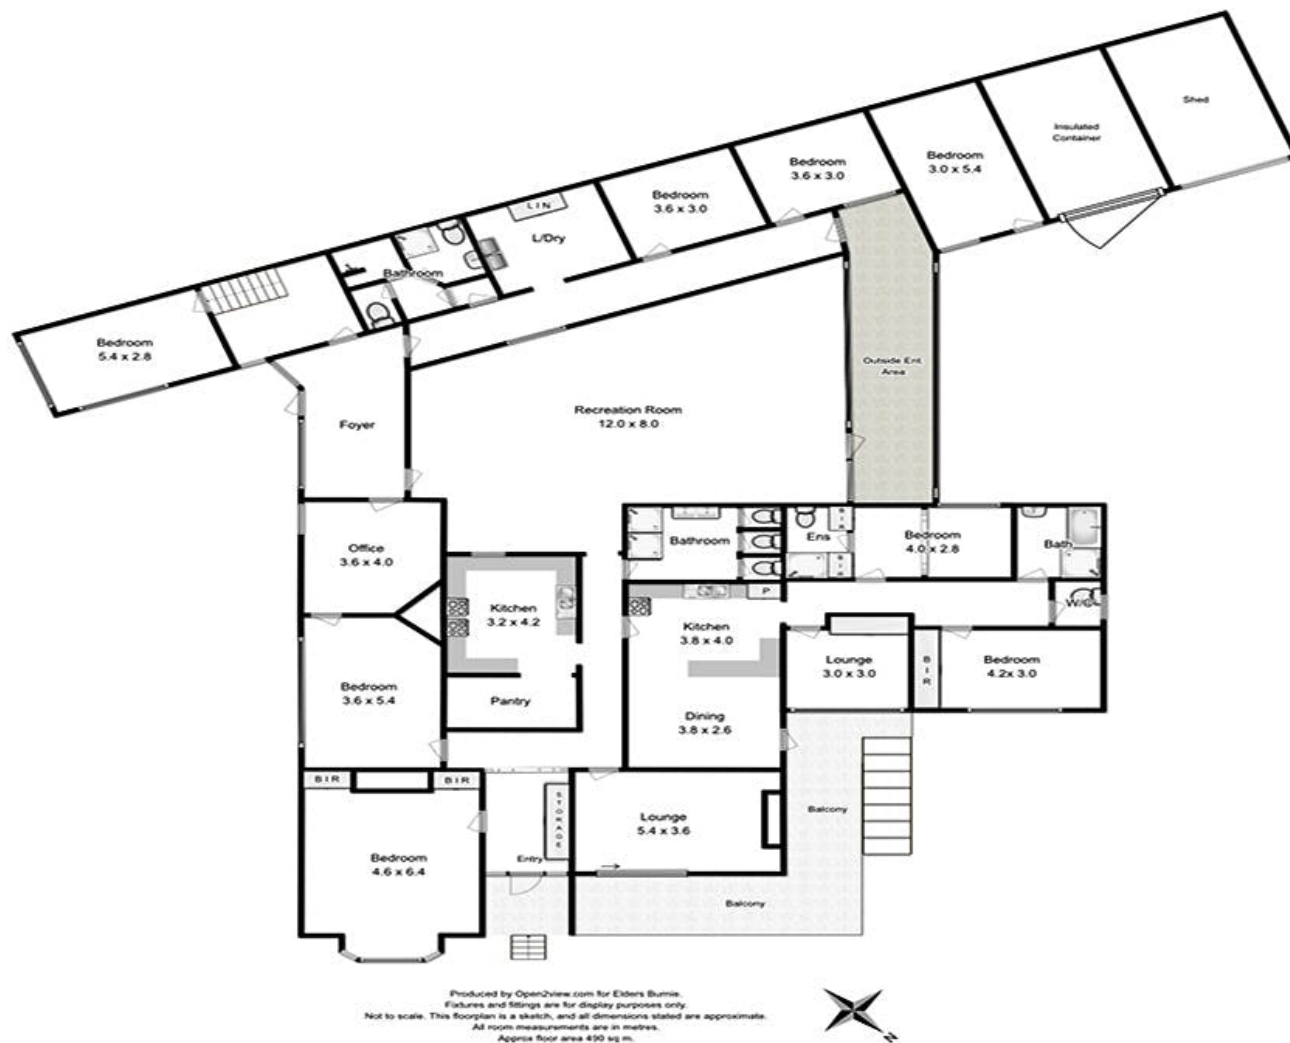 Shed
Insulated
Container
Bedroom
3.0 x 5.4
Bedroom
3.6 x 3.0
Bedroom
3.6 x 3.0
LIN
L/Dry
Bathroom
Bedroom
5.4 x 2.8
Outside Ent.
Area
Recreation Room
12.0 x 8.0
Foyer
Office
3.6 x 4.0
Bathroom
Ens
BIR
BIR
Bedroom
4.0 x 2.8
Bath
W/C
Kitchen
3.2 x 4.2
Kitchen
3.8 x 4.0
P
Lounge
3.0 x 3.0
BIR
Bedroom
4.2x 3.0
Bedroom
3.6 x 5.4
Pantry
Dining
3.8 x 2.6
BIR
BIR
STORAGE
Lounge
5.4 x 3.6
Balcony
Bedroom
4.6 x 6.4
Entry
Balcony
Produced by Open2view.com for Elders Burnie.
Fixtures and fittings are for display purposes only.
Not to scale. This floorplan is a sketch, and all dimensions stated are approximate.
All room measurements are in metres.
Approx floor area 490 sq m.
N